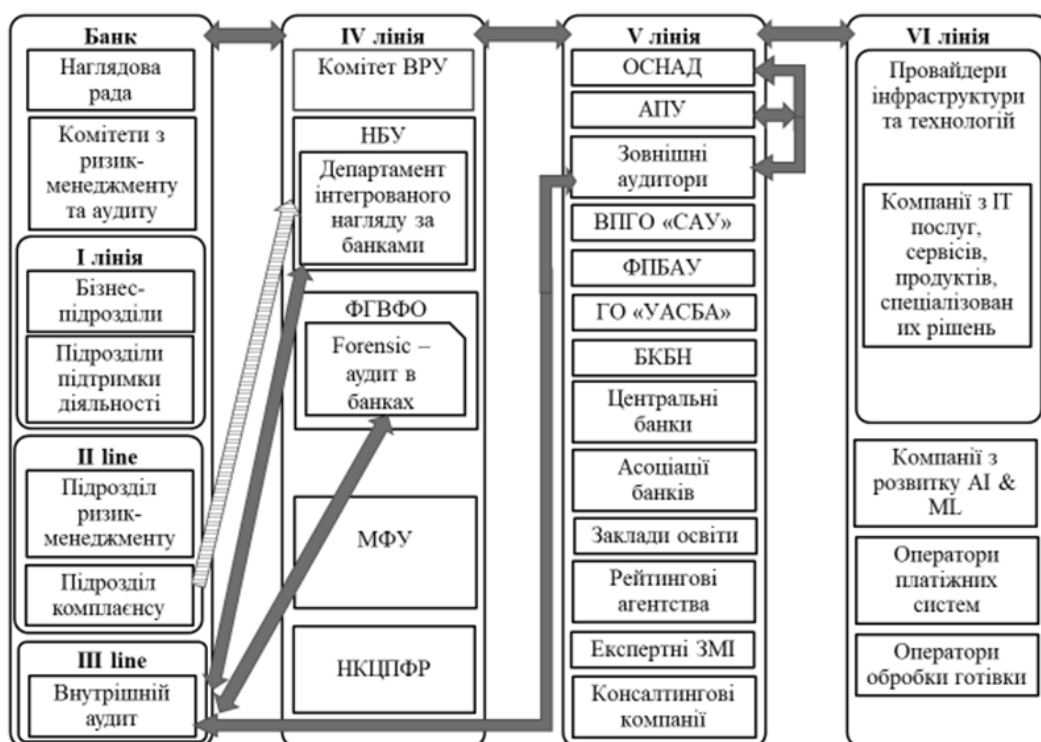 Банк
Наглядова
рада
Комітети з
ризик-
менеджменту
та аудиту
I лінія
Бізнес-
підрозділи
Підрозділи
підтримки
діяльності
II line
Підрозділ
ризик-
менеджменту
Підрозділ
комплаєнсу
III line
Внутрішній
аудит
IV лінія
Комітет ВРУ
НБУ
Департамент
інтегрованого
нагляду за
банками
ФГВФО
Forensic –
аудит в
банках
МФУ
НКЦПФР
V лінія
ОСНАД
АПУ
Зовнішні
аудитори
ВПГО «САУ»
ФПБАУ
ГО «УАСБА»
БКБН
Центральні
банки
Асоціації
банків
Заклади освіти
Рейтингові
агентства
Експертні ЗМІ
Консалтингові
компанії
VI лінія
Провайдери
інфраструктури
та технологій
Компанії з ІТ
послуг,
сервісів,
продуктів,
спеціалізован
их рішень
Компанії з
розвитку AI &
ML
Оператори
платіжних
систем
Оператори
обробки готівки